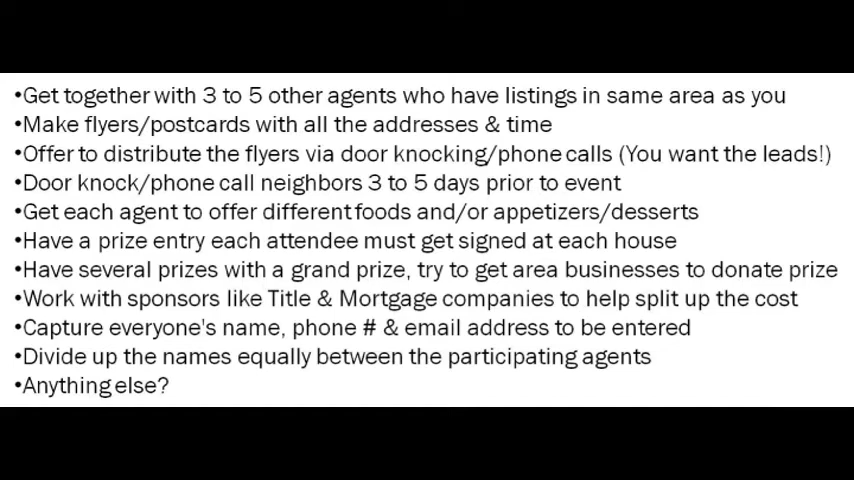 •Get together with 3 to 5 other agents who have listings in same area as you
•Make flyers/postcards with all the addresses & time
•Offer to distribute the flyers via door knocking/phone calls (You want the leads!)
•Door knock/phone call neighbors 3 to 5 days prior to event
•Get each agent to offer different foods and/or appetizers/desserts
•Have a prize entry each attendee must get signed at each house
•Have several prizes with a grand prize, try to get area businesses to donate prize
•Work with sponsors like Title & Mortgage companies to help split up the cost
•Capture everyone's name, phone # & email address to be entered
•Divide up the names equally between the participating agents
•Anything else?